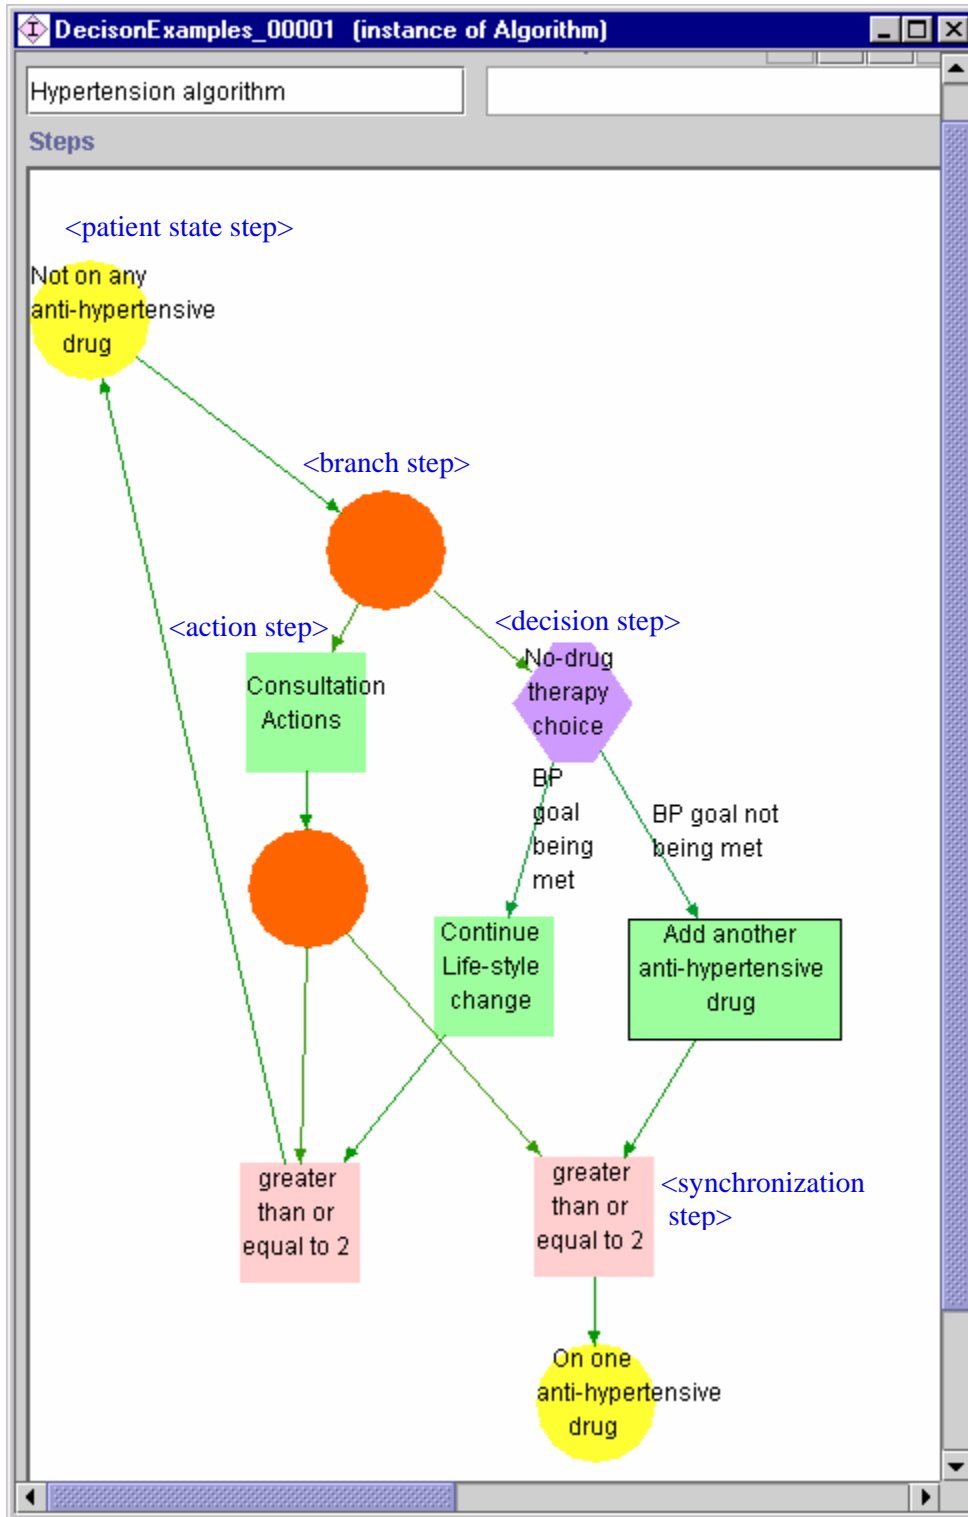 DecisonExamples_00001 (instance of Algorithm)
Hypertension algorithm
Steps
<patient state step>
Not on any
anti-hypertensive
drug
<branch step>
<action step>
<decision step>
Consultation
Actions
No-drug
therapy
choice
BP
goal
being
met
BP goal not
being met
Continue
Life-style
change
Add another
anti-hypertensive
drug
greater
than or
equal to 2
greater
than or
equal to 2
<synchronization
step>
On one
anti-hypertensive
drug